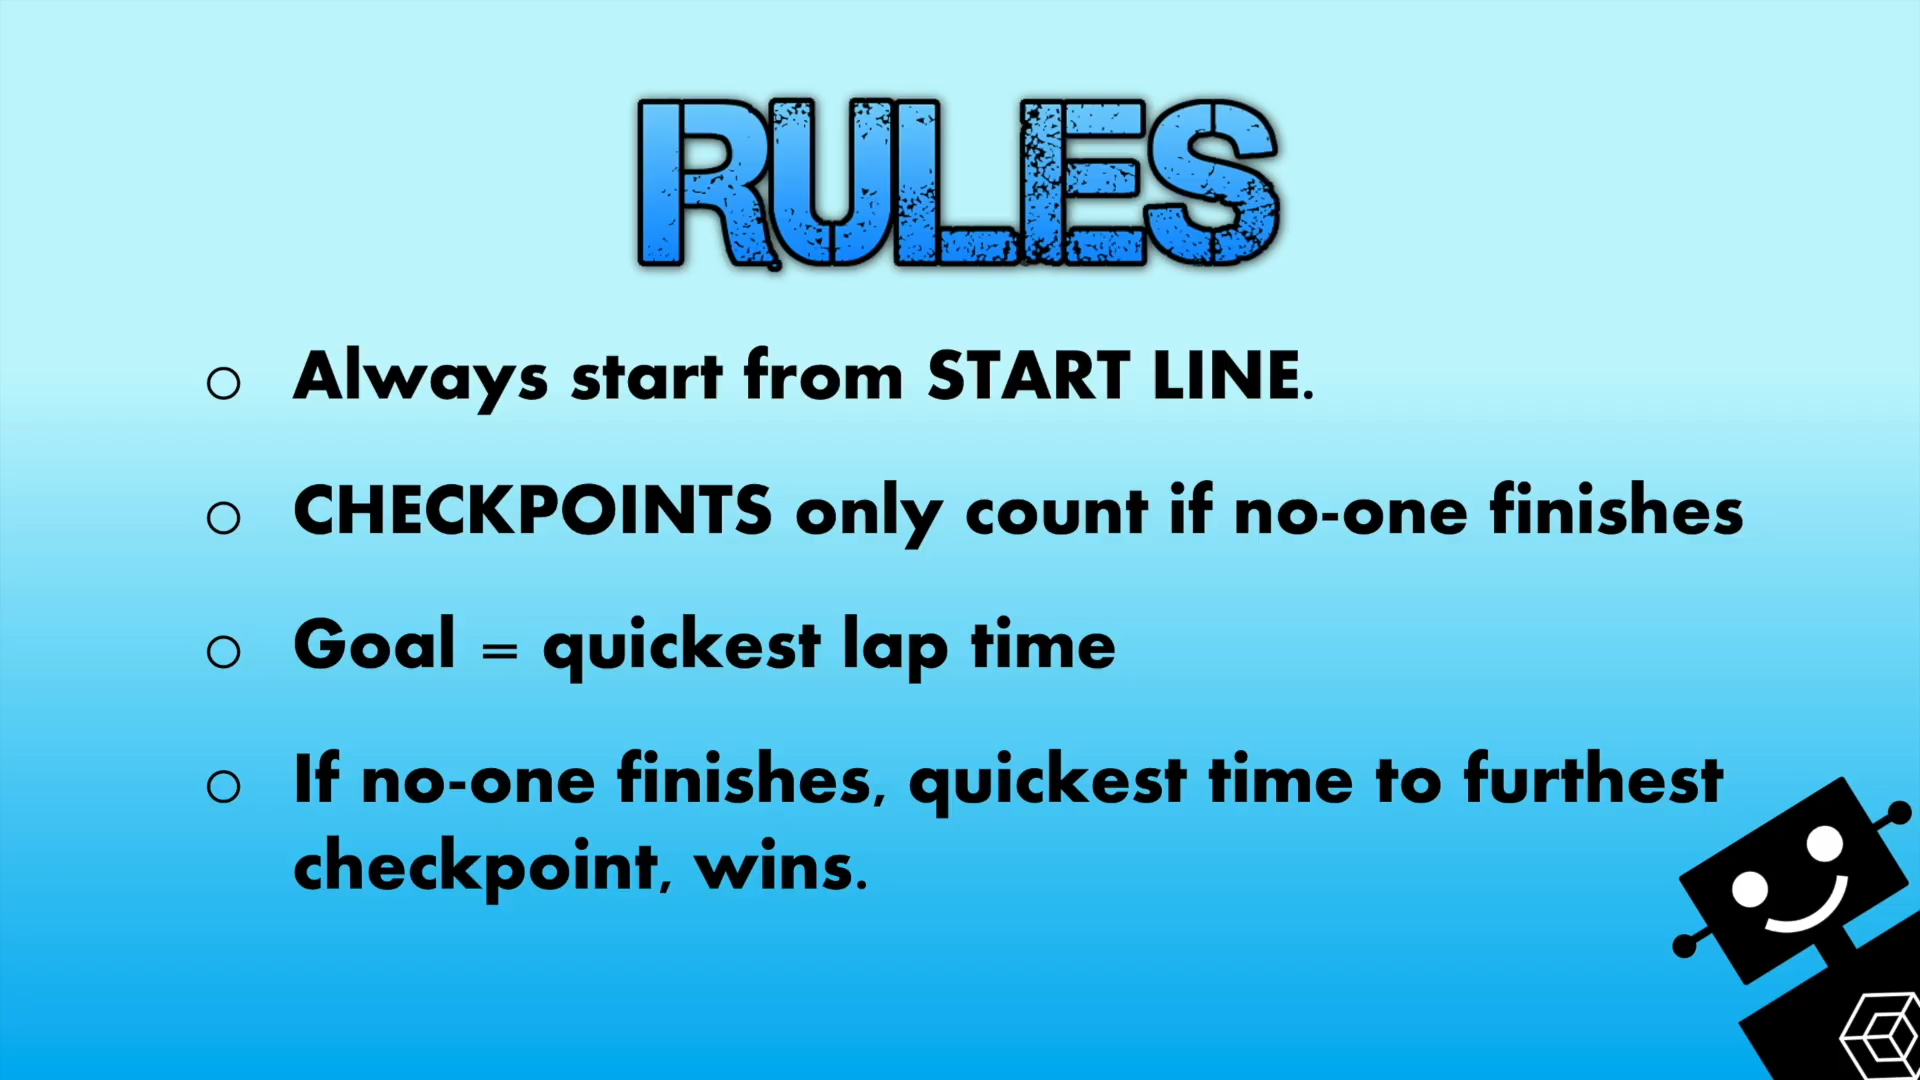 RULES
Always start from START LINE.
CHECKPOINTS only count if no-one finishes
Goal = quickest lap time
If no-one finishes, quickest time to furthest
checkpoint, wins.